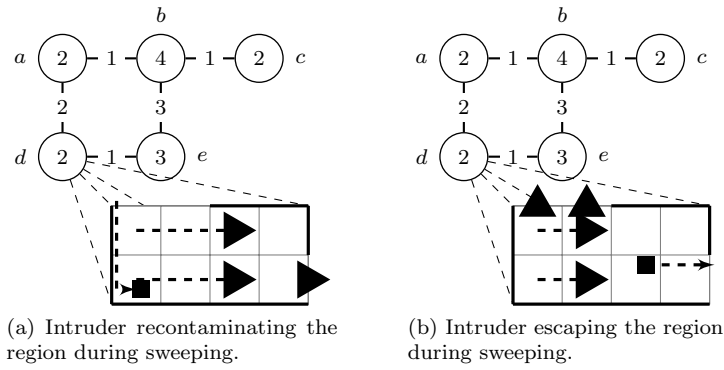 b b
a 2 1 4 1 2 c a 2 1 4 1 2 c
2 3 2 3
d 2 1 3 e d 2 1 3 e
(a) Intruder recontaminating the
region during sweeping.
(b) Intruder escaping the region
during sweeping.